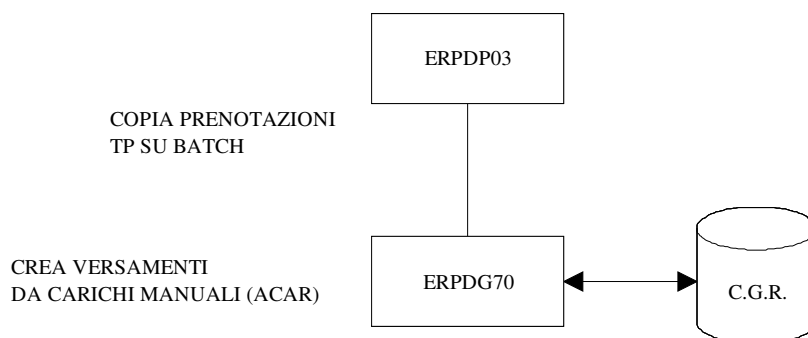 ERPDP03
COPIA PRENOTAZIONI
TP SU BATCH
CREA VERSAMENTI
DA CARICHI MANUALI (ACAR)
ERPDG70
C.G.R.